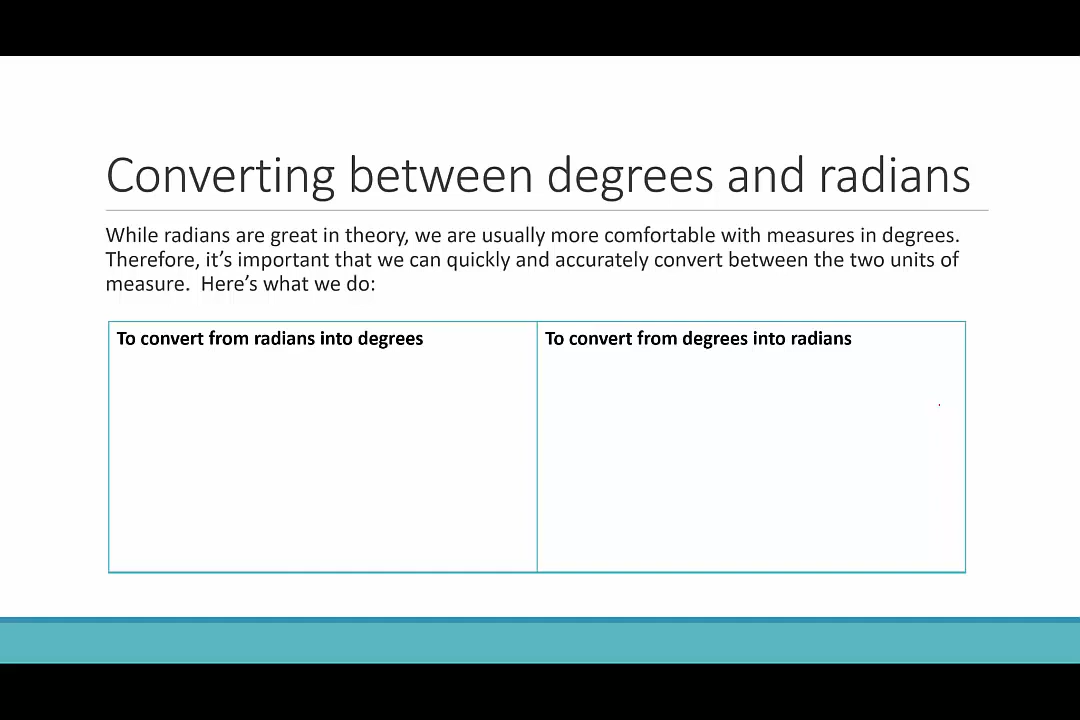 Converting between degrees and radians
While radians are great in theory, we are usually more comfortable with measures in degrees.
Therefore, it’s important that we can quickly and accurately convert between the two units of
measure.  Here’s what we do:
To convert from radians into degrees
To convert from degrees into radians